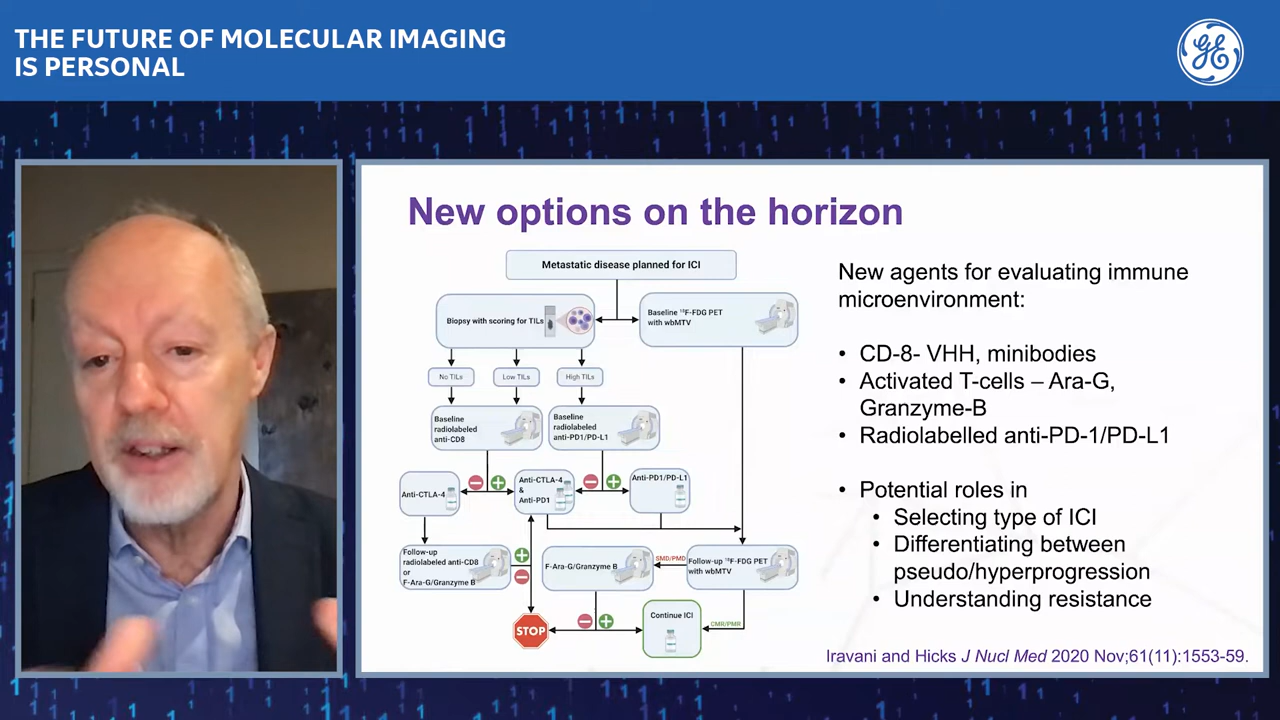 THE FUTURE OF MOLECULAR IMAGING
IS PERSONAL
GE
New options on the horizon
Metastatic disease planned for ICI
Biopsy with scoring for TILs
Baseline ¹⁸F-FDG PET
with wbMTV
No TILs
Low TILs
High TILs
Baseline
radiolabeled
anti-CD8
Baseline
radiolabeled
anti-PD1/PD-L1
Anti-CTLA-4
Anti-CTLA-4
&
Anti-PD1
Anti-PD1/PD-L1
Follow-up
radiolabeled anti-CD8
or
F-Ara-G/Granzyme B
F-Ara-G/Granzyme B
SMD/PMD
Follow-up ¹⁸F-FDG PET
with wbMTV
STOP
Continue ICI
CMR/PMR
New agents for evaluating immune
microenvironment:
• CD-8- VHH, minibodies
• Activated T-cells – Ara-G,
Granzyme-B
• Radiolabelled anti-PD-1/PD-L1
• Potential roles in
• Selecting type of ICI
• Differentiating between
pseudo/hyperprogression
• Understanding resistance
Iravani and Hicks J Nucl Med 2020 Nov;61(11):1553-59.